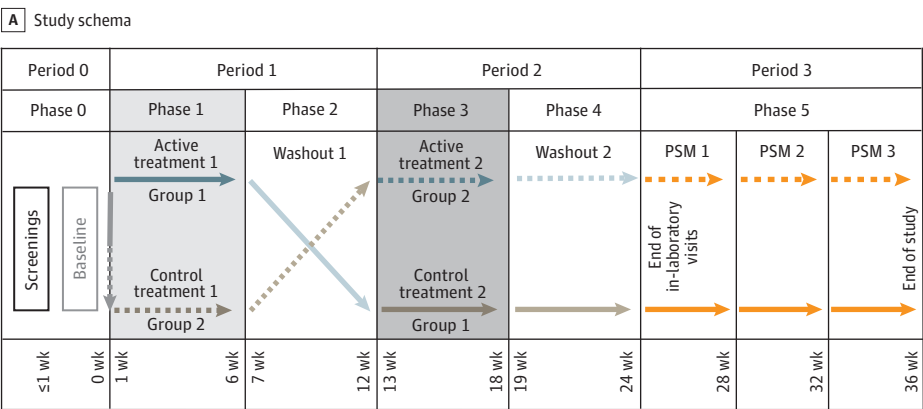 A Study schema
Period 0
Period 1
Period 2
Period 3
Phase 0
Phase 1
Phase 2
Phase 3
Phase 4
Phase 5
Screenings
Baseline
Active
treatment 1
Group 1
Control
treatment 1
Group 2
Washout 1
Active
treatment 2
Group 2
Control
treatment 2
Group 1
Washout 2
PSM 1
PSM 2
PSM 3
End of
in-laboratory
visits
End of study
≤1 wk
0 wk
1 wk
6 wk
7 wk
12 wk
13 wk
18 wk
19 wk
24 wk
28 wk
32 wk
36 wk